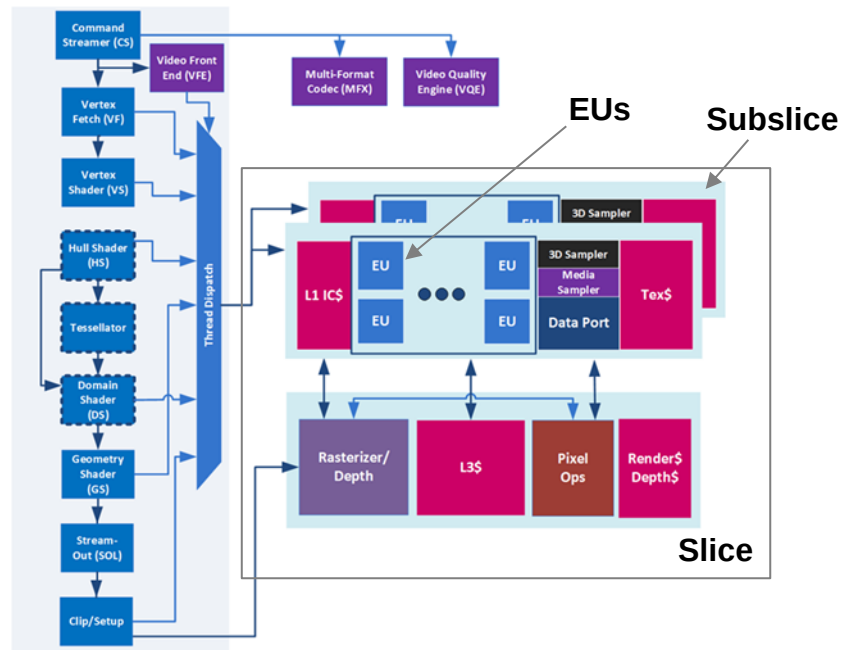 Command
Streamer (CS)
Video Front
End (VFE)
Multi-Format
Codec (MFX)
Video Quality
Engine (VQE)
Vertex
Fetch (VF)
Vertex
Shader (VS)
Hull Shader
(HS)
Tessellator
Domain
Shader
(DS)
Geometry
Shader
(GS)
Stream-
Out (SOL)
Clip/Setup
Thread Dispatch
EUs
Subslice
EU
EU
3D Sampler
L1 IC$
EU
EU
EU
EU
3D Sampler
Media
Sampler
Data Port
Tex$
Rasterizer/
Depth
L3$
Pixel
Ops
Render$
Depth$
Slice